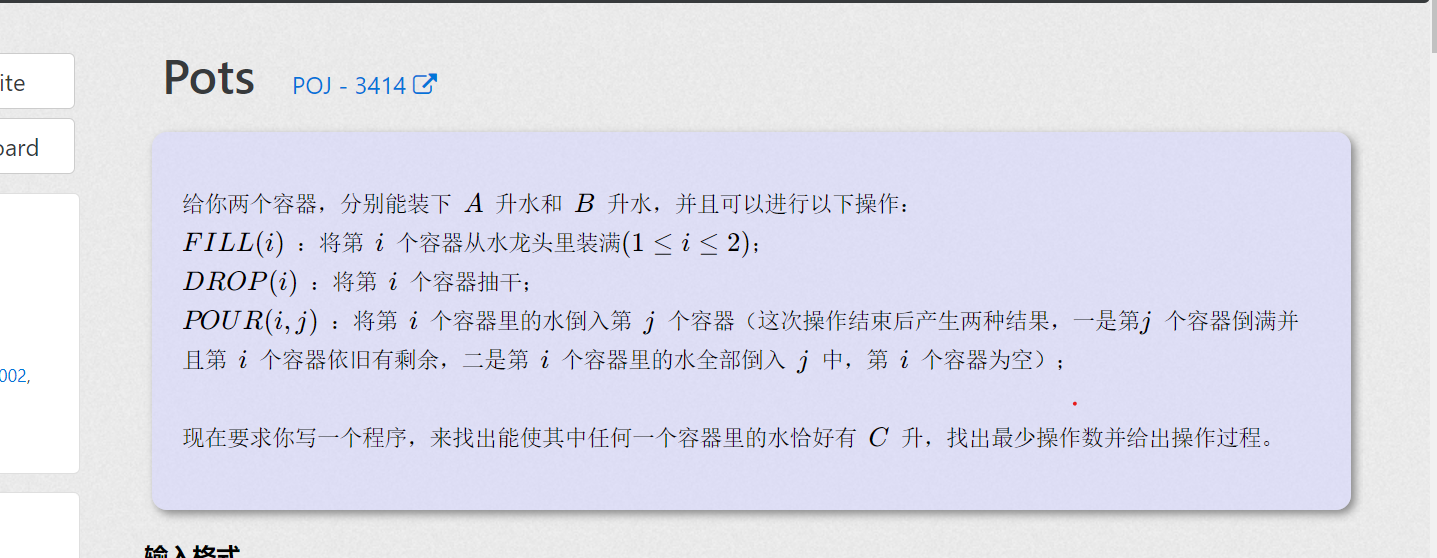 ite
oard
002,
Pots POJ - 3414
给你两个容器，分别能装下 A 升水和 B 升水，并且可以进行以下操作：
FILL(i) ：将第 i 个容器从水龙头里装满(1 ≤ i ≤ 2)；
DROP(i) ：将第 i 个容器抽干；
POUR(i, j) ：将第 i 个容器里的水倒入第 j 个容器（这次操作结束后产生两种结果，一是第j 个容器倒满并
且第 i 个容器依旧有剩余，二是第 i 个容器里的水全部倒入 j 中，第 i 个容器为空）；
现在要求你写一个程序，来找出能使其中任何一个容器里的水恰好有 C 升，找出最少操作数并给出操作过程。
输入格式